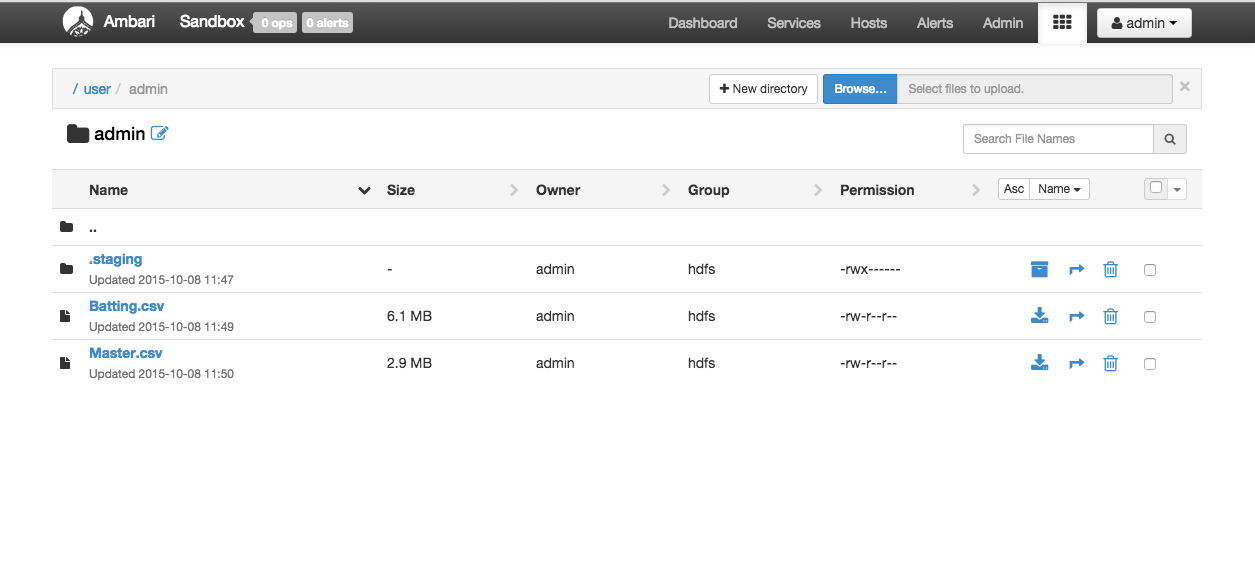 Ambari Sandbox 0 ops 0 alerts Dashboard Services Hosts Alerts Admin admin
/ user / admin + New directory Browse... Select files to upload. ×
admin Search File Names
Name Size Owner Group Permission Asc Name
..
.staging
Updated 2015-10-08 11:47
- admin hdfs -rwx------
Batting.csv
Updated 2015-10-08 11:49
6.1 MB admin hdfs -rw-r--r--
Master.csv
Updated 2015-10-08 11:50
2.9 MB admin hdfs -rw-r--r--